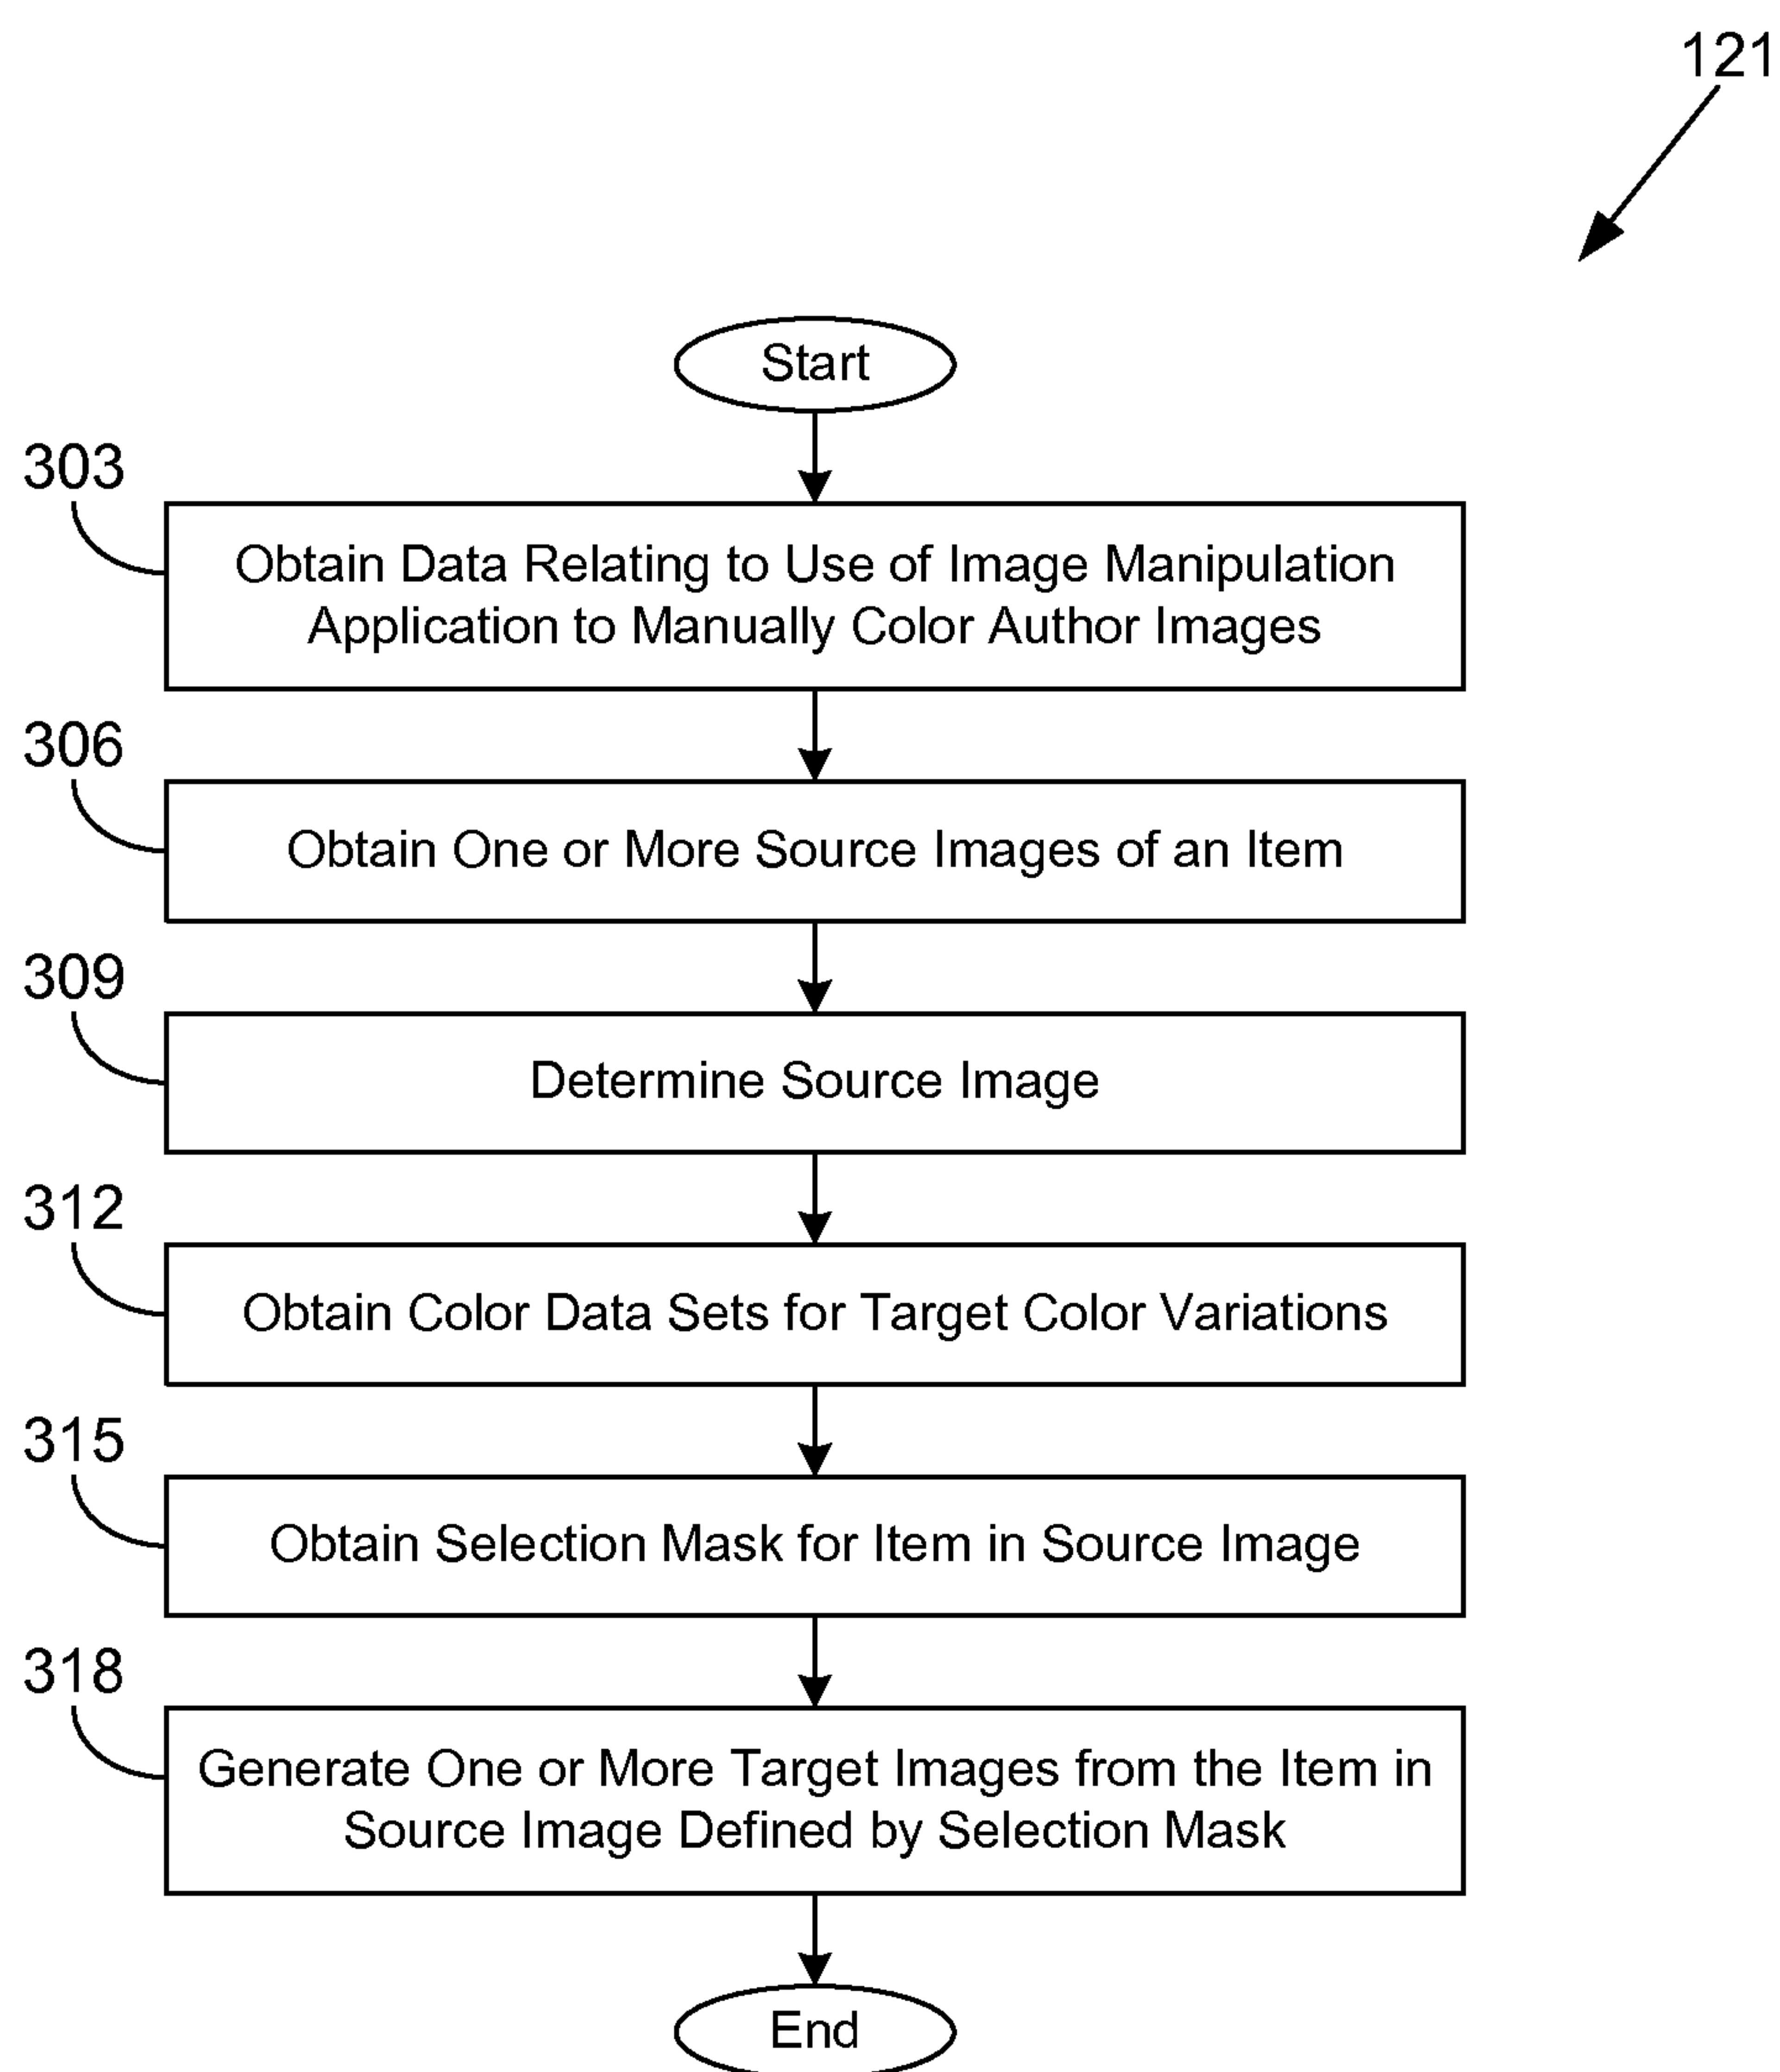 121
Start
303
Obtain Data Relating to Use of Image Manipulation
Application to Manually Color Author Images
306
Obtain One or More Source Images of an Item
309
Determine Source Image
312
Obtain Color Data Sets for Target Color Variations
315
Obtain Selection Mask for Item in Source Image
318
Generate One or More Target Images from the Item in
Source Image Defined by Selection Mask
End